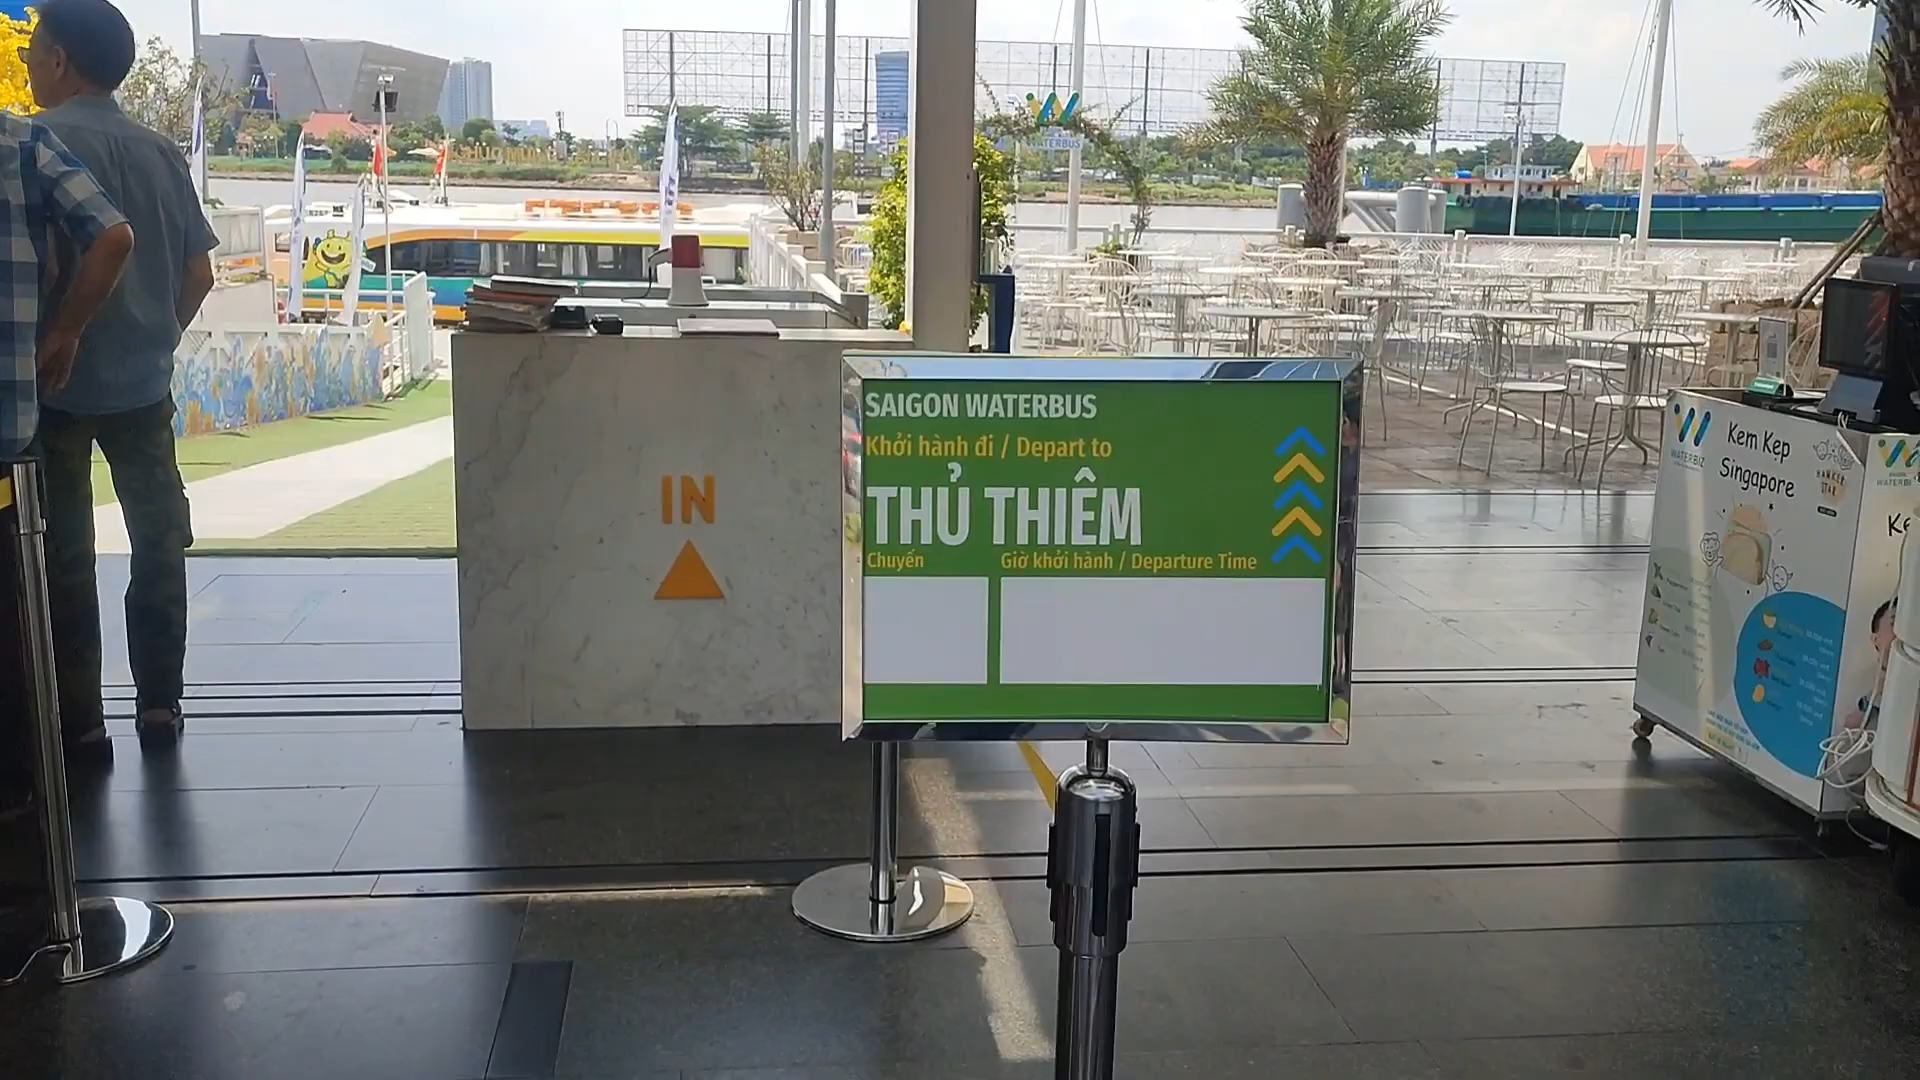 WATERBUS
IN
SAIGON WATERBUS
Khởi hành đi / Depart to
THỦ THIÊM
Chuyến
Giờ khởi hành / Departure Time
WATERBIZ
Kem Kẹp
Singapore